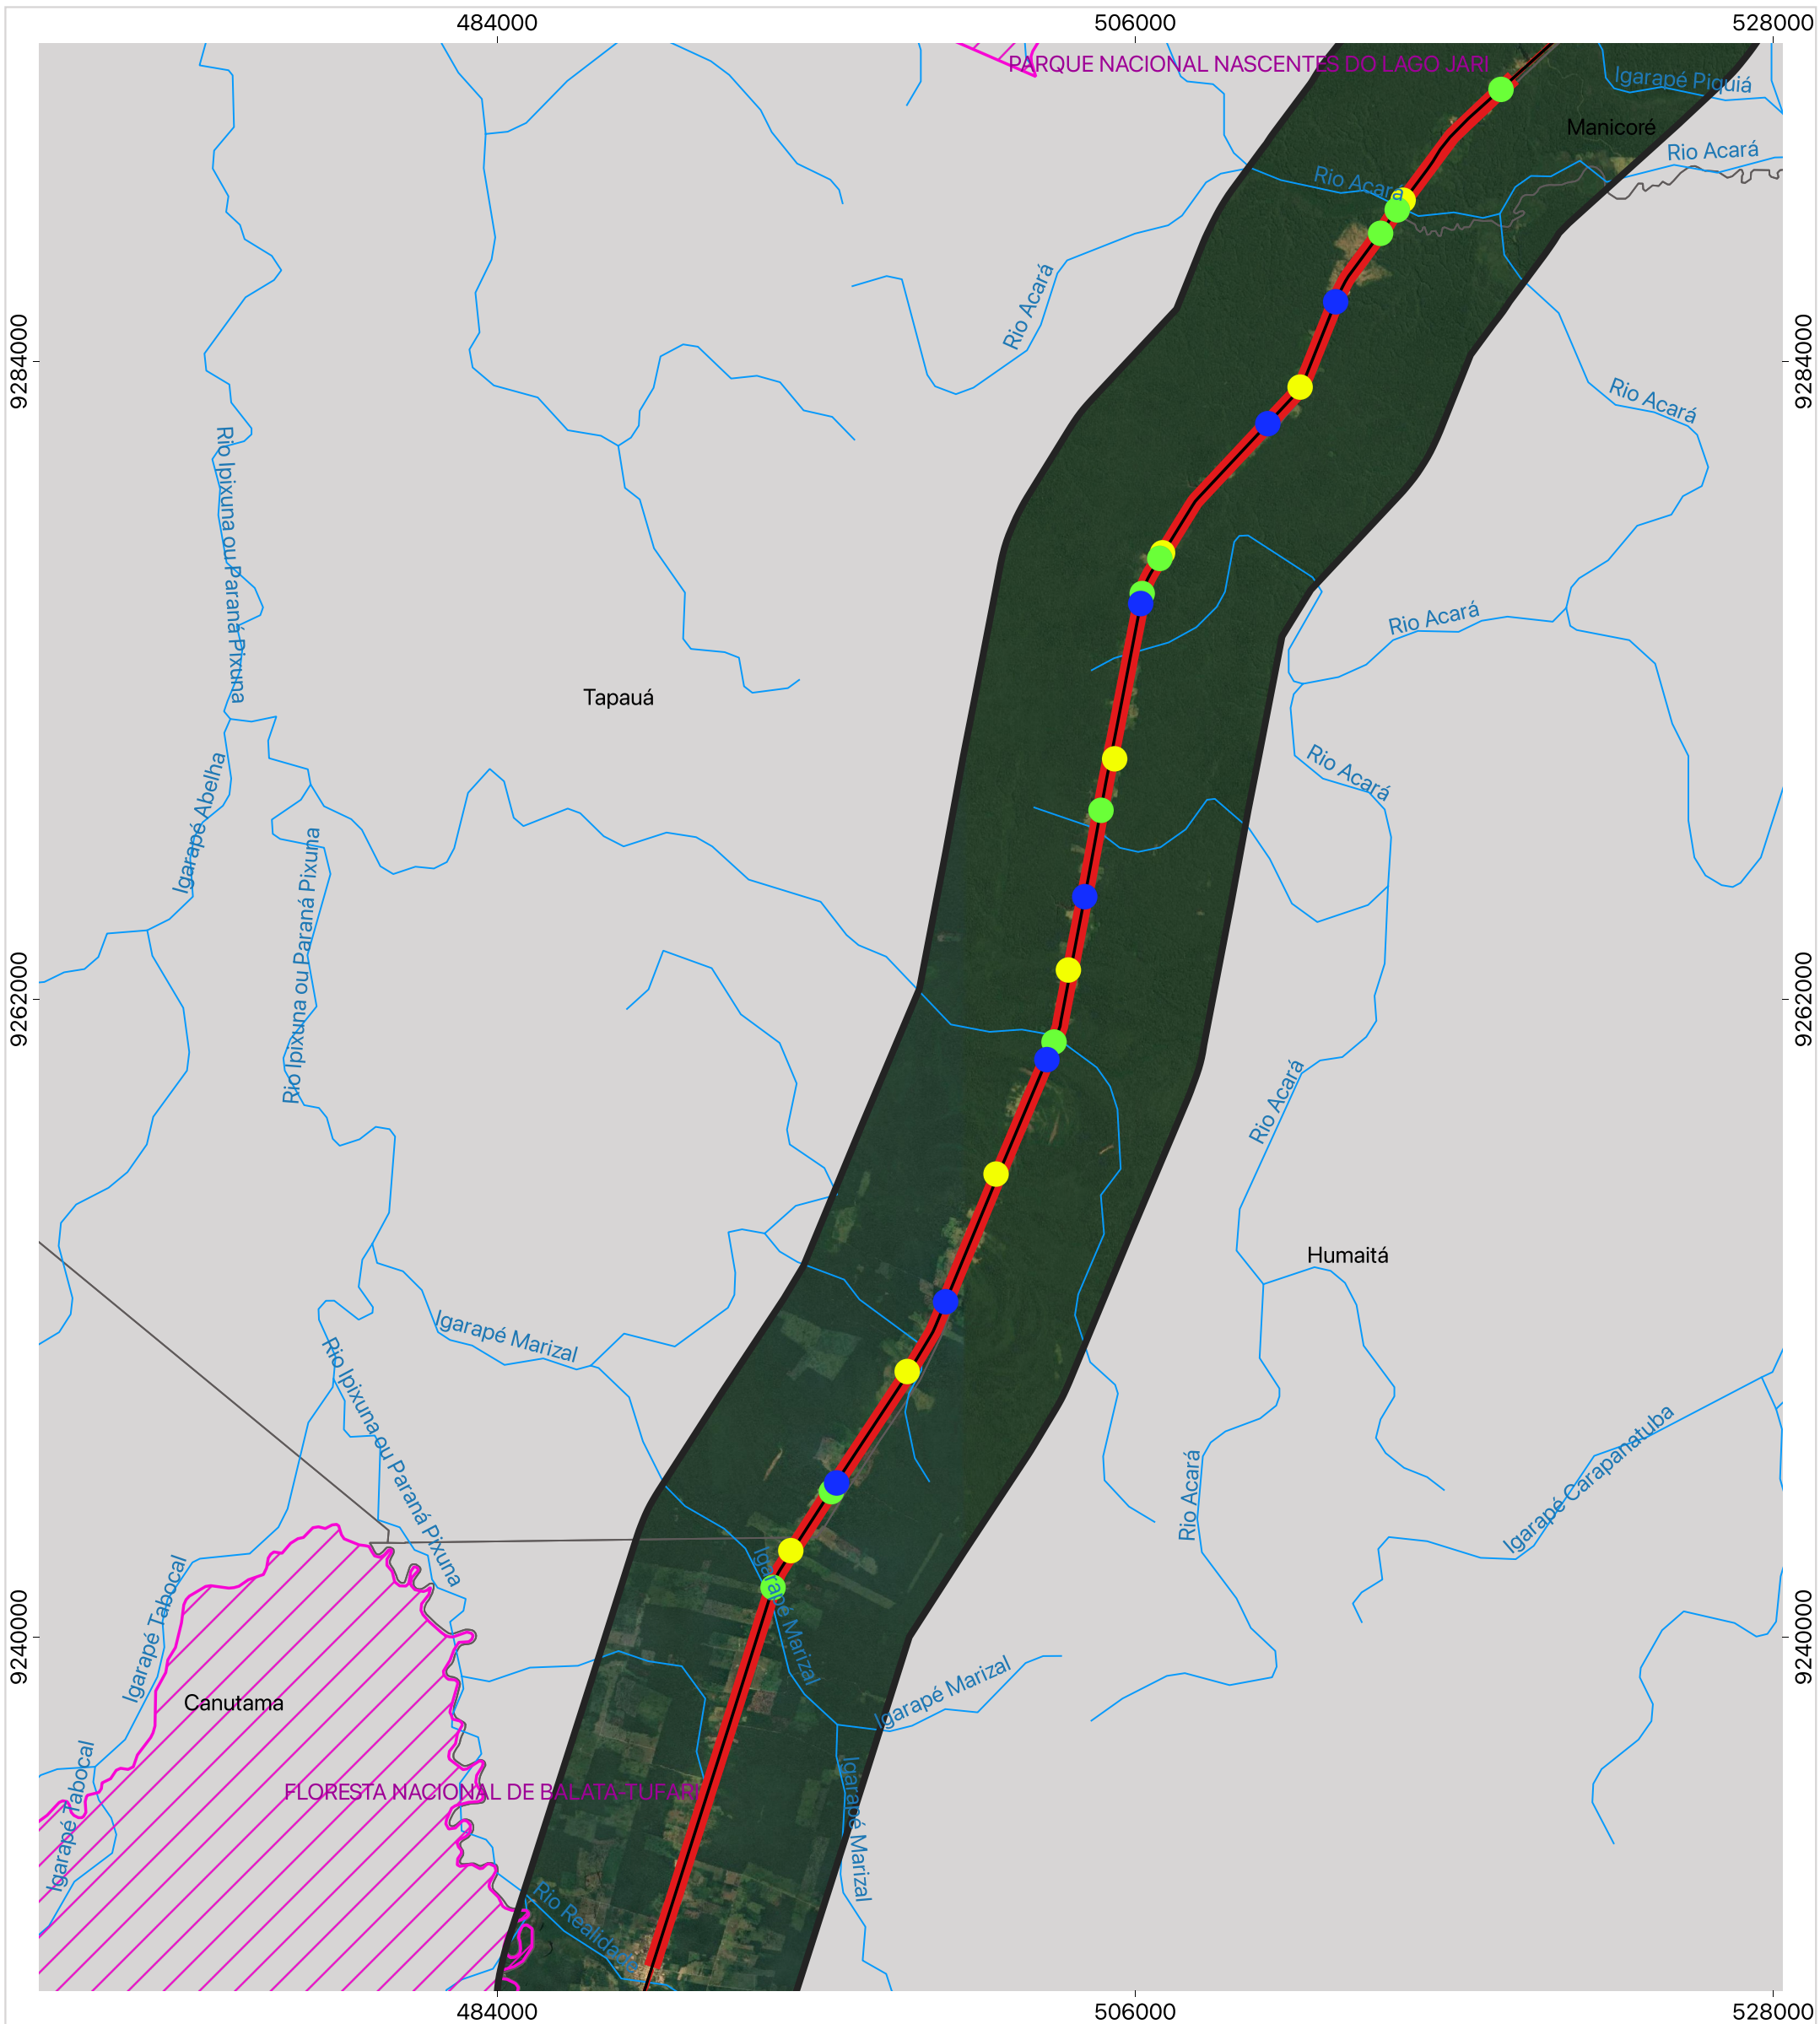 484000
506000
528000
PARQUE NACIONAL NASCENTES DO LAGO JARI
Igarapé Piquiá
Manicoré
Rio Acará
Rio Acará
Rio Acará
9284000
9284000
Rio Acará
Rio Ipixuna ou Paraná Pixuna
Rio Acará
Tapauá
Rio Acará
Igarapé Abelha
Rio Ipixuna ou Paraná Pixuna
9262000
9262000
Rio Acará
Humaitá
Igarapé Marizal
Rio Ipixuna ou Paraná Pixuna
Igarapé Carapanatuba
Rio Acará
Igarapé Tabocal
Igarapé Marizal
9240000
9240000
Igarapé Marizal
Canutama
Igarapé Tabocal
FLORESTA NACIONAL DE BALATA-TUFARI
Igarapé Marizal
Rio Realidade
484000
506000
528000